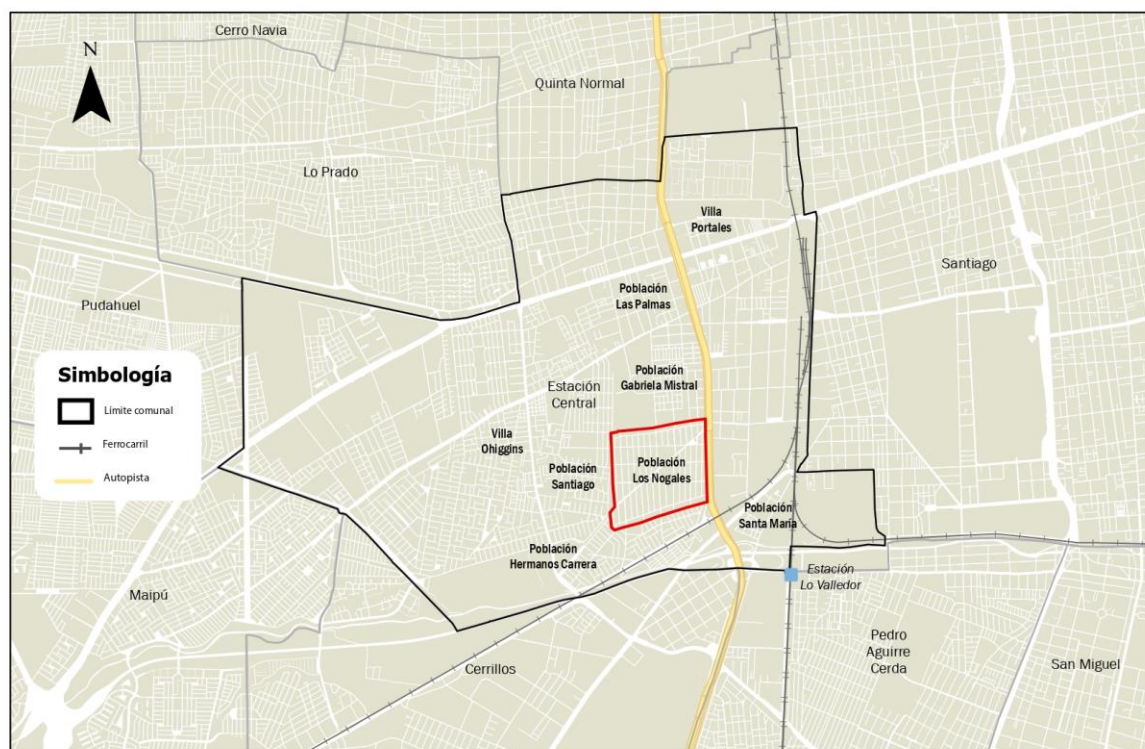 Cerro Navia
N
Quinta Normal
Lo Prado
Villa
Portales
Santiago
Pudahuel
Población
Las Palmas
Simbología
Límite comunal
Ferrocarril
Autopista
Población
Gabriela Mistral
Estación
Central
Villa
Ohiggins
Población
Santiago
Población
Los Nogales
Población
Santa María
Población
Hermanos Carrera
Estación
Lo Valledor
Maipú
Cerrillos
Pedro
Aguirre
Cerda
San Miguel